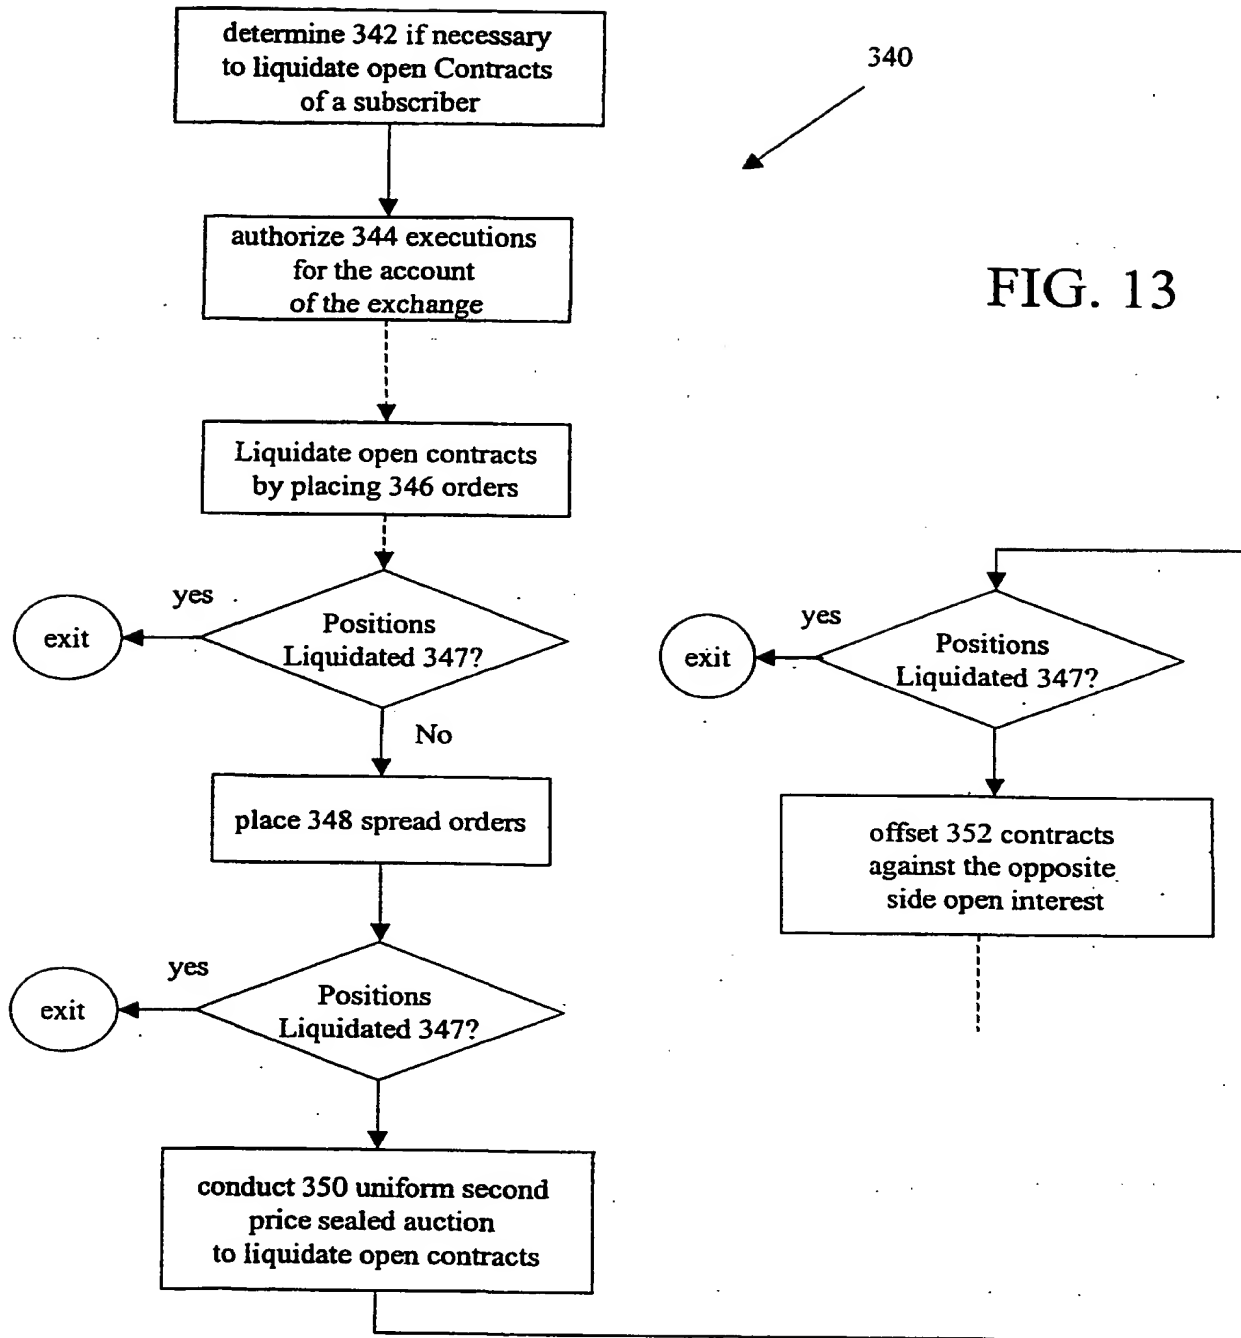 determine 342 if necessary
to liquidate open Contracts
of a subscriber
340
authorize 344 executions
for the account
of the exchange
FIG. 13
Liquidate open contracts
by placing 346 orders
yes
exit
Positions
Liquidated 347?
No
place 348 spread orders
yes
exit
Positions
Liquidated 347?
conduct 350 uniform second
price sealed auction
to liquidate open contracts
yes
exit
Positions
Liquidated 347?
offset 352 contracts
against the opposite
side open interest